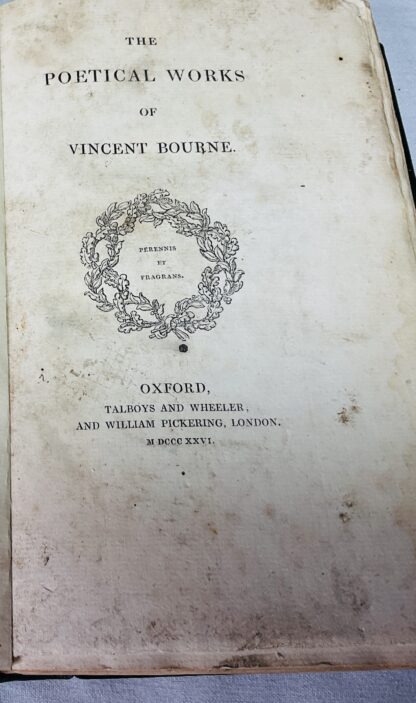 THE
POETICAL WORKS
OF
VINCENT BOURNE.
PERENNIS
ET
FRAGRANS.
OXFORD,
TALBOYS AND WHEELER,
AND WILLIAM PICKERING, LONDON.
M DCCC XXVI.